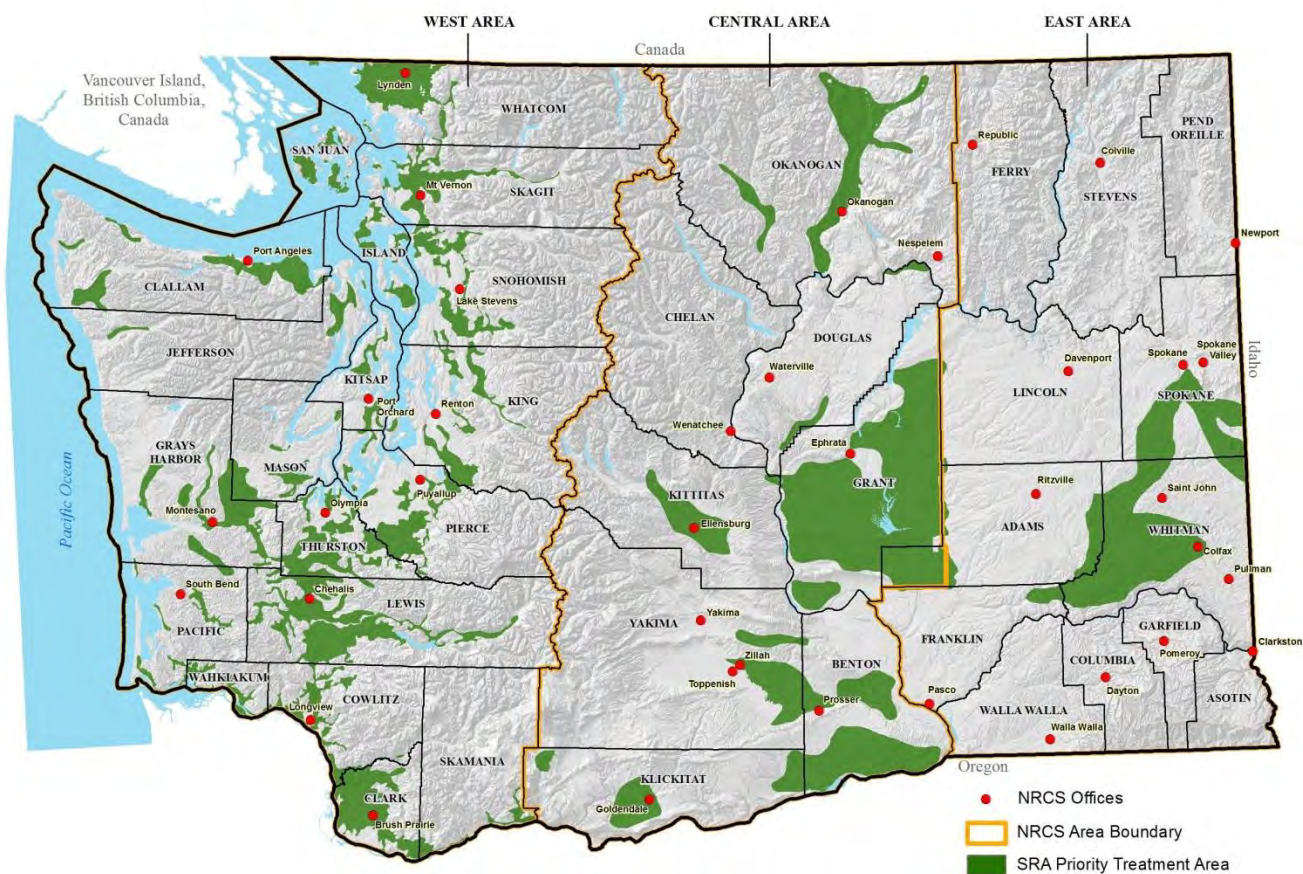 WEST AREA
CENTRAL AREA
EAST AREA
Canada
Vancouver Island,
British Columbia,
Canada
Lynden
WHATCOM
SAN JUAN
Mt Vernon
SKAGIT
ISLAND
Port Angeles
CLALLAM
SNOHOMISH
Lake Stevens
JEFFERSON
KITSAP
Port
Orchard
Renton
KING
GRAYS
HARBOR
MASON
Puyallup
Olympia
Montesano
THURSTON
PIERCE
Pacific Ocean
South Bend
Chehalis
LEWIS
PACIFIC
WAHKIAKUM
COWLITZ
Longview
SKAMANIA
CLARK
Brush Prairie
OKANOGAN
Okanogan
Nespelem
CHELAN
DOUGLAS
Waterville
Wenatchee
Ephrata
GRANT
KITTITAS
Ellensburg
YAKIMA
Yakima
Zillah
Toppenish
BENTON
Prosser
KLICKITAT
Goldendale
Republic
FERRY
Colville
STEVENS
PEND
OREILLE
Newport
Davenport
LINCOLN
Spokane
Spokane
Valley
SPOKANE
Idaho
Ritzville
ADAMS
Saint John
WHITMAN
Colfax
Pullman
FRANKLIN
GARFIELD
Pomeroy
Clarkston
COLUMBIA
Dayton
ASOTIN
Pasco
WALLA WALLA
Walla Walla
Oregon
NRCS Offices
NRCS Area Boundary
SRA Priority Treatment Area